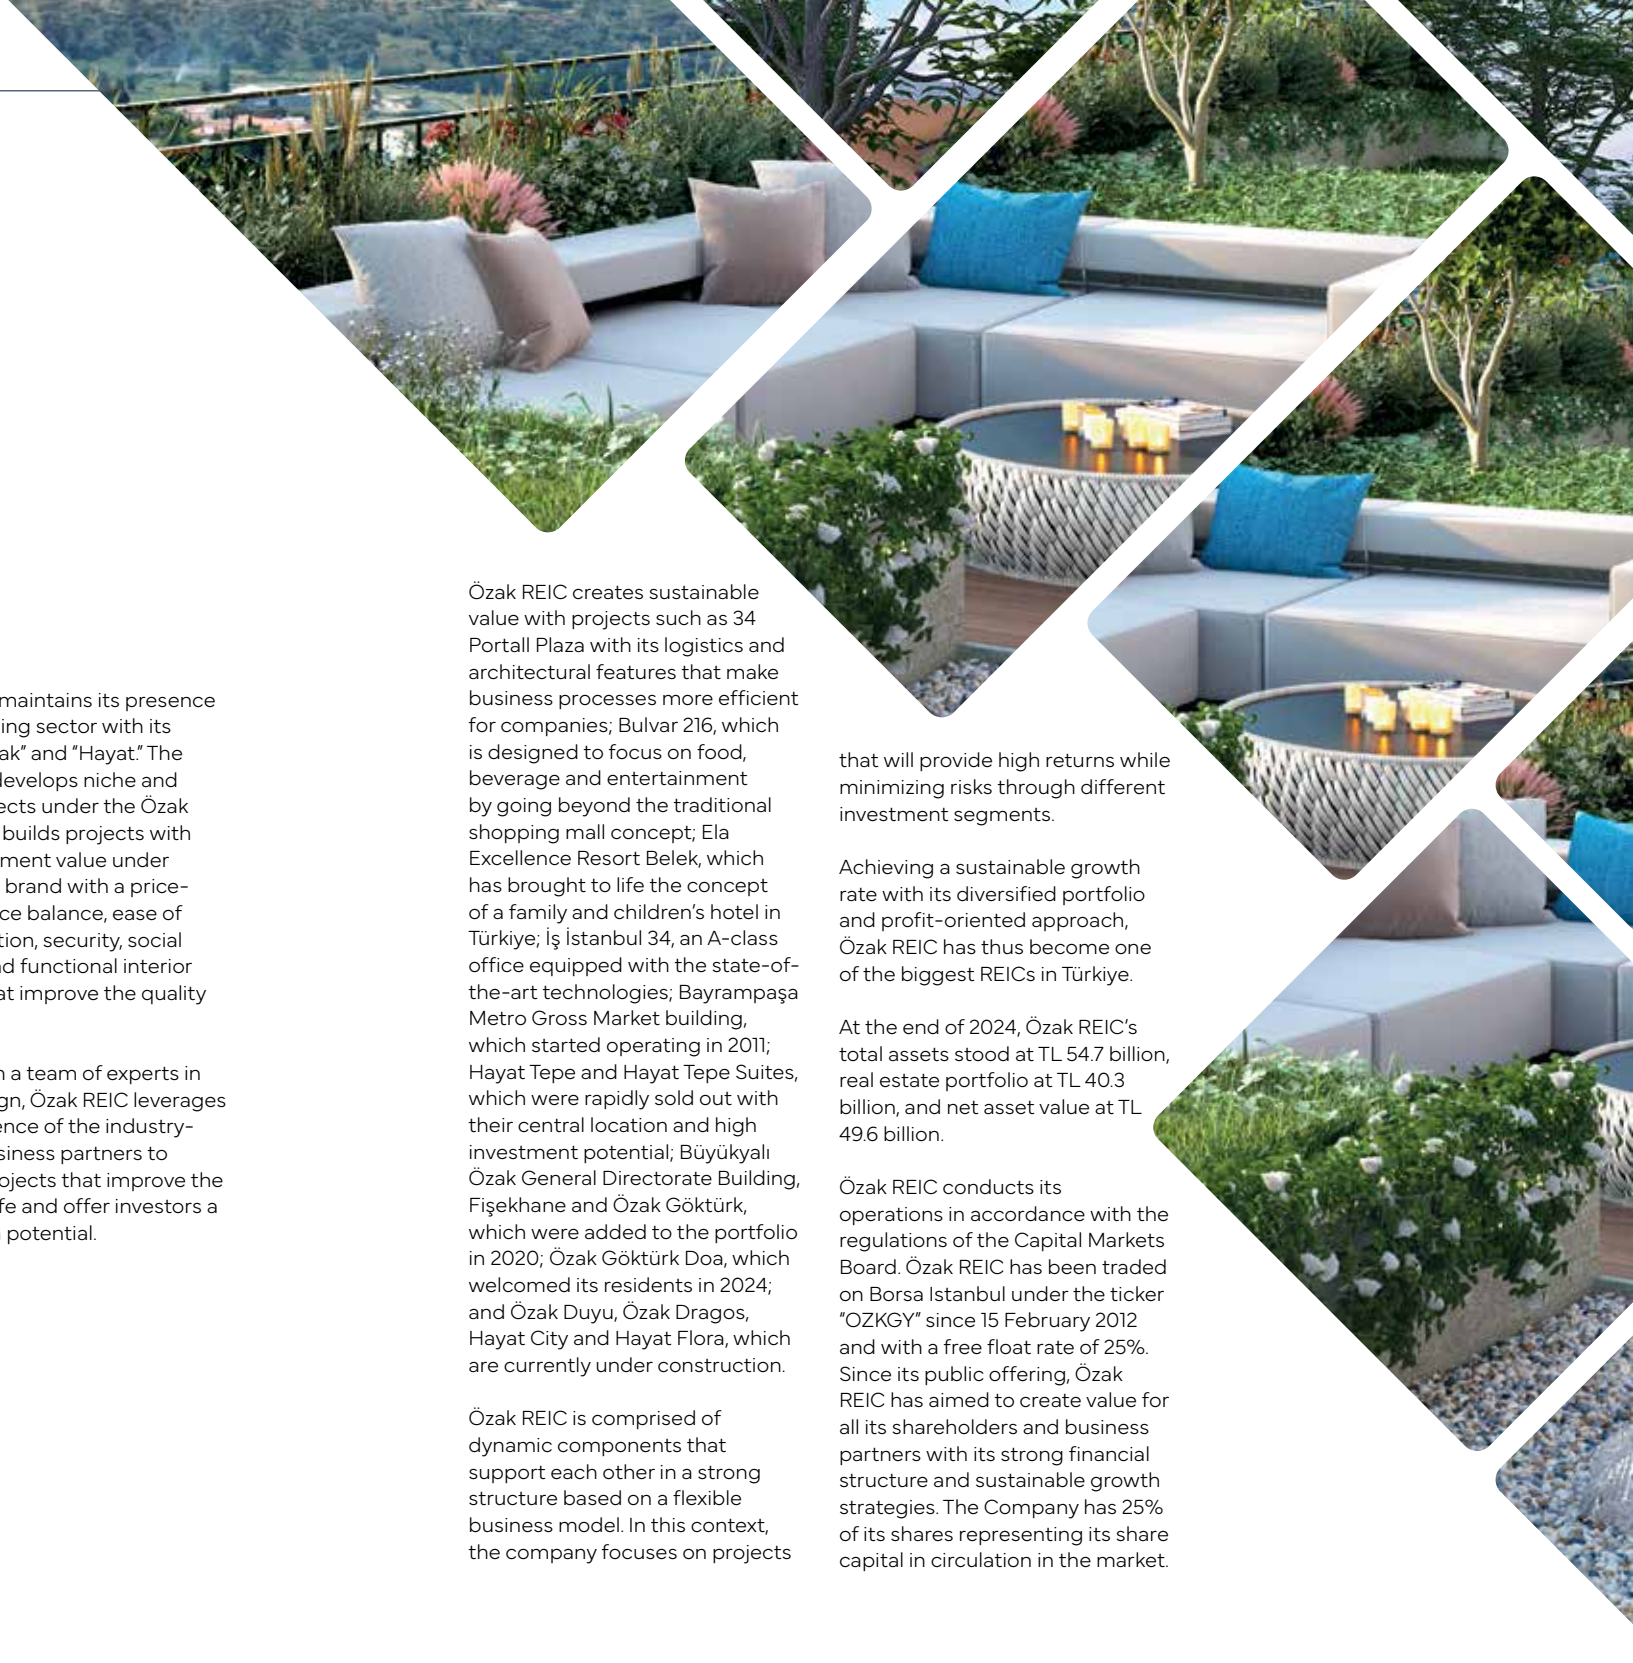 maintains its presence
ing sector with its
ak” and “Hayat.” The
develops niche and
ects under the Özak
builds projects with
ment value under
brand with a price-
ce balance, ease of
tion, security, social
nd functional interior
at improve the quality
n a team of experts in
gn, Özak REIC leverages
ence of the industry-
siness partners to
ojects that improve the
fe and offer investors a
potential.
Özak REIC creates sustainable
value with projects such as 34
Portall Plaza with its logistics and
architectural features that make
business processes more efficient
for companies; Bulvar 216, which
is designed to focus on food,
beverage and entertainment
by going beyond the traditional
shopping mall concept; Ela
Excellence Resort Belek, which
has brought to life the concept
of a family and children’s hotel in
Türkiye; İş İstanbul 34, an A-class
office equipped with the state-of-
the-art technologies; Bayrampaşa
Metro Gross Market building,
which started operating in 2011;
Hayat Tepe and Hayat Tepe Suites,
which were rapidly sold out with
their central location and high
investment potential; Büyükyalı
Özak General Directorate Building,
Fişekhane and Özak Göktürk,
which were added to the portfolio
in 2020; Özak Göktürk Doa, which
welcomed its residents in 2024;
and Özak Duyu, Özak Dragos,
Hayat City and Hayat Flora, which
are currently under construction.
Özak REIC is comprised of
dynamic components that
support each other in a strong
structure based on a flexible
business model. In this context,
the company focuses on projects
that will provide high returns while
minimizing risks through different
investment segments.
Achieving a sustainable growth
rate with its diversified portfolio
and profit-oriented approach,
Özak REIC has thus become one
of the biggest REICs in Türkiye.
At the end of 2024, Özak REIC’s
total assets stood at TL 54.7 billion,
real estate portfolio at TL 40.3
billion, and net asset value at TL
49.6 billion.
Özak REIC conducts its
operations in accordance with the
regulations of the Capital Markets
Board. Özak REIC has been traded
on Borsa Istanbul under the ticker
“OZKGY” since 15 February 2012
and with a free float rate of 25%.
Since its public offering, Özak
REIC has aimed to create value for
all its shareholders and business
partners with its strong financial
structure and sustainable growth
strategies. The Company has 25%
of its shares representing its share
capital in circulation in the market.